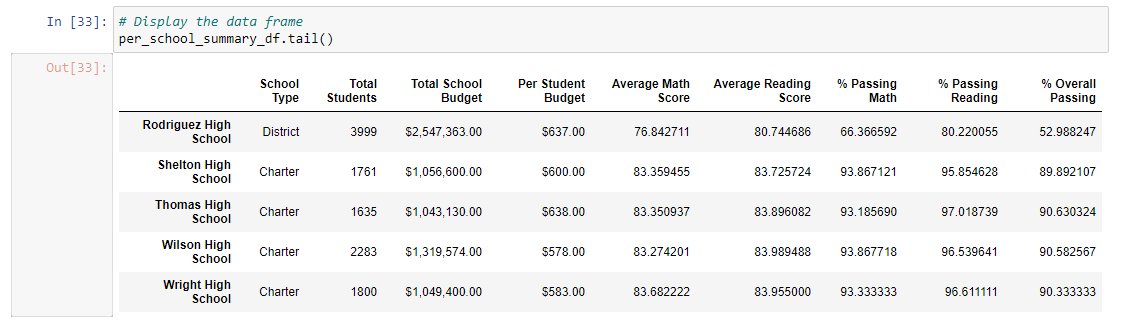 In [33]: # Display the data frame
per_school_summary_df.tail()
Out[33]:
School Type Total Students Total School Budget Per Student Budget Average Math Score Average Reading Score % Passing Math % Passing Reading % Overall Passing
Rodriguez High School District 3999 $2,547,363.00 $637.00 76.842711 80.744686 66.366592 80.220055 52.988247
Shelton High School Charter 1761 $1,056,600.00 $600.00 83.359455 83.725724 93.867121 95.854628 89.892107
Thomas High School Charter 1635 $1,043,130.00 $638.00 83.350937 83.896082 93.185690 97.018739 90.630324
Wilson High School Charter 2283 $1,319,574.00 $578.00 83.274201 83.989488 93.867718 96.539641 90.582567
Wright High School Charter 1800 $1,049,400.00 $583.00 83.682222 83.955000 93.333333 96.611111 90.333333